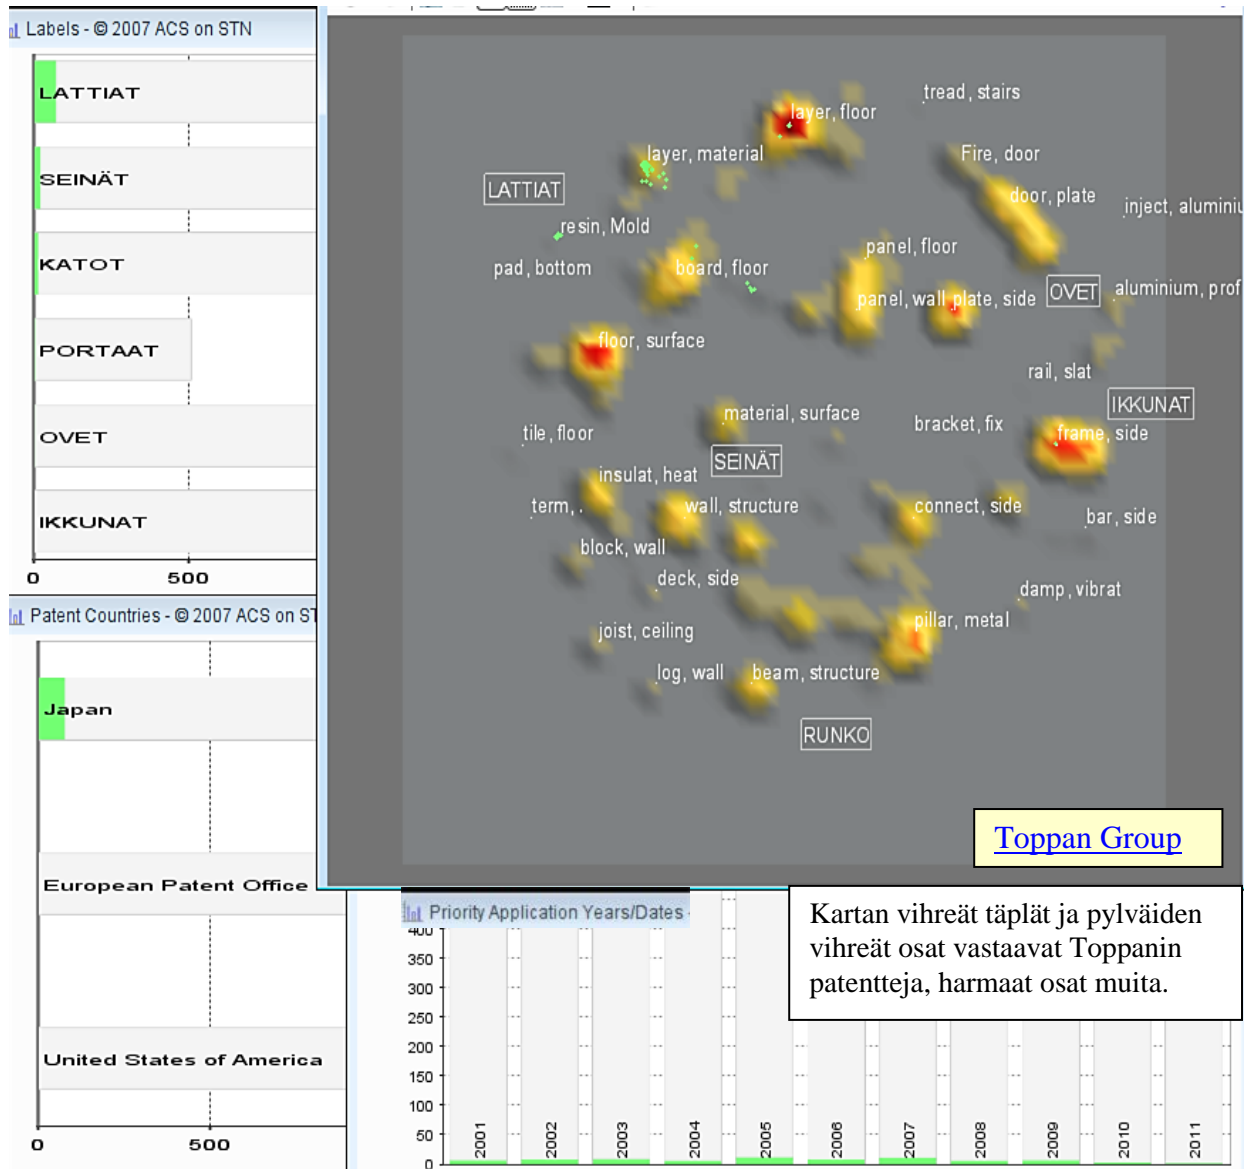 Labels - © 2007 ACS on STN
LATTIAT
SEINÄT
KATOT
PORTAAT
OVET
IKKUNAT
0 500
Patent Countries - © 2007 ACS on ST
Japan
European Patent Office
United States of America
0 500
tread, stairs
layer, floor
layer, material
Fire, door
LATTIAT
door, plate
inject, aluminiu
resin, Mold
panel, floor
pad, bottom
board, floor
OVET
aluminium, prof
panel, wall
plate, side
floor, surface
rail, slat
IKKUNAT
material, surface
bracket, fix
frame, side
tile, floor
SEINÄT
insulat, heat
term, .
wall, structure
connect, side
bar, side
block, wall
deck, side
damp, vibrat
joist, ceiling
pillar, metal
log, wall
beam, structure
RUNKO
Toppan Group
Priority Application Years/Dates -
Kartan vihreät täplät ja pylväiden
vihreät osat vastaavat Toppanin
patentteja, harmaat osat muita.
400
350
300
250
200
150
100
50
0
2001 2002 2003 2004 2005 2006 2007 2008 2009 2010 2011